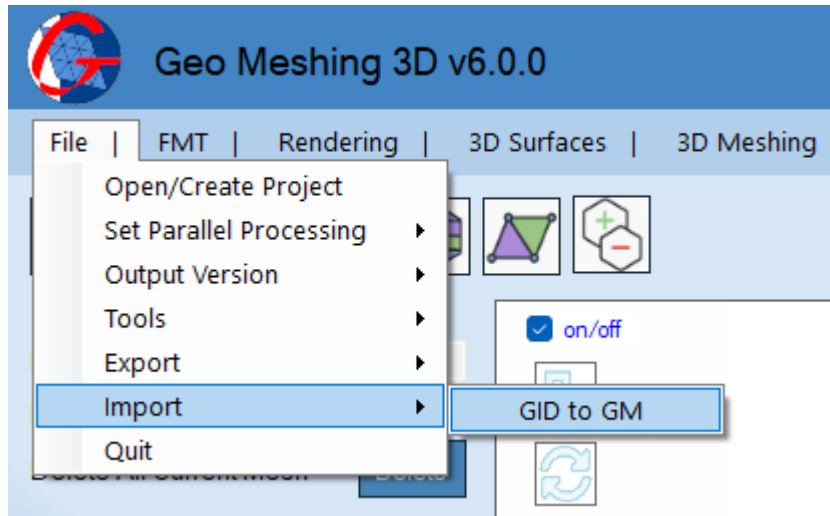 Geo Meshing 3D v6.0.0
File | FMT | Rendering | 3D Surfaces | 3D Meshing
Open/Create Project
Set Parallel Processing
Output Version
Tools
on/off
Export
Import
GID to GM
Quit